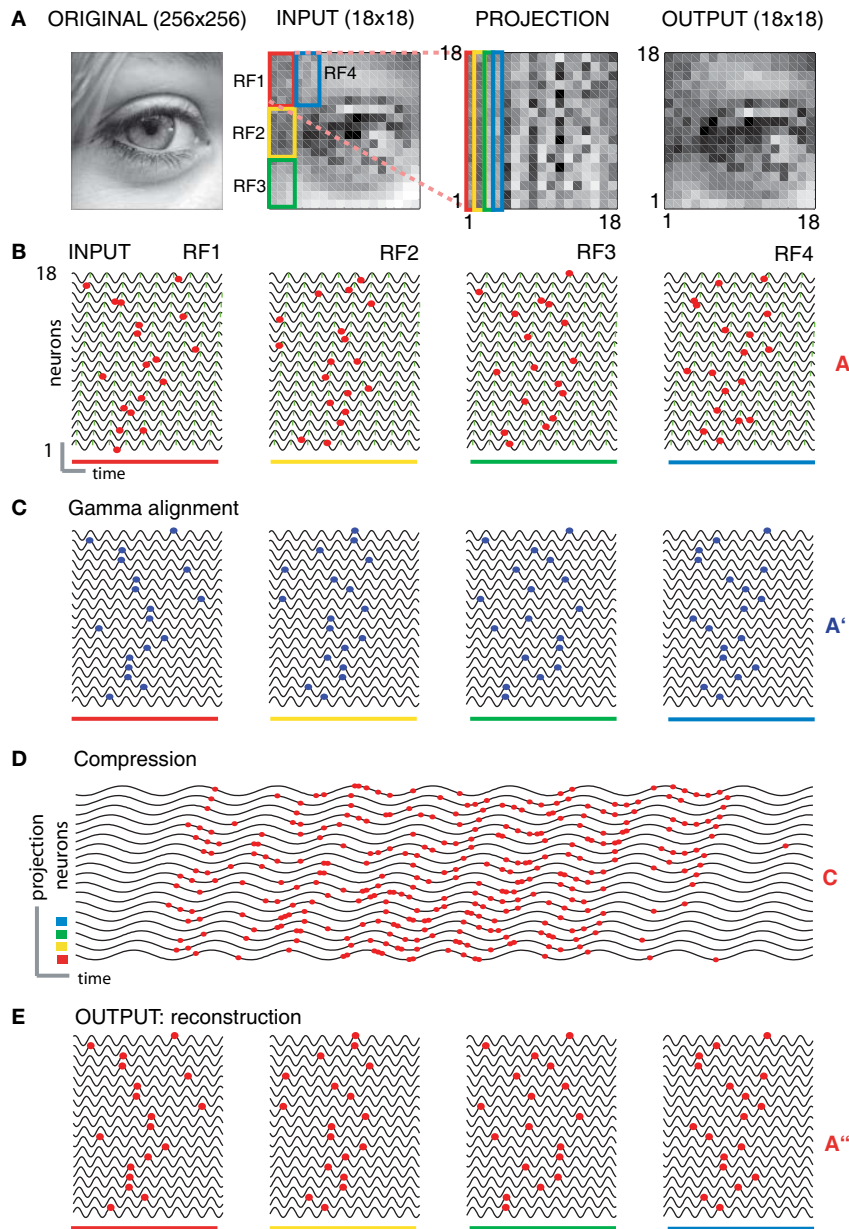 A ORIGINAL (256x256) INPUT (18x18) PROJECTION OUTPUT (18x18)
18 18
RF1 RF4
RF2
RF3
1 1
1 18 1 18
B INPUT RF1 RF2 RF3 RF4
18
neurons
A
1
time
C Gamma alignment
A‘
D Compression
projection
neurons
C
time
E OUTPUT: reconstruction
A“